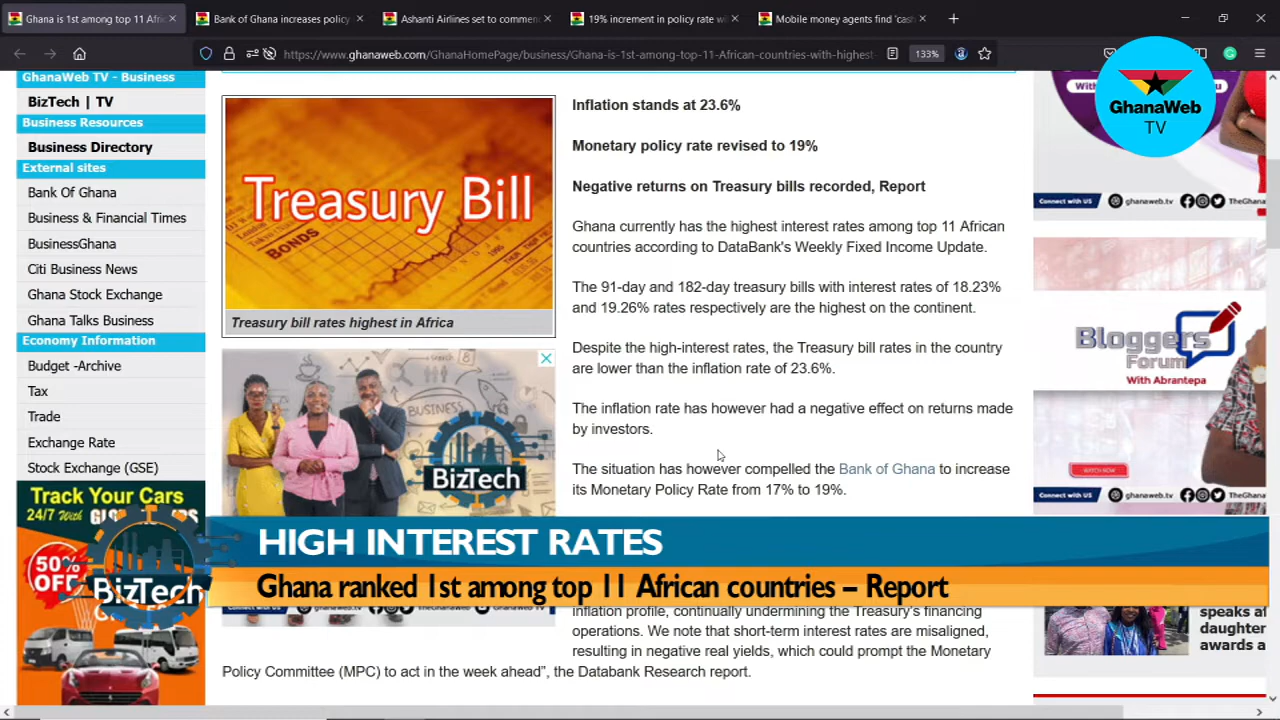 Ghana is 1st among top 11 Afri
Bank of Ghana increases policy
Ashanti Airlines set to commen
19% increment in policy rate wi
Mobile money agents find 'cash
https://www.ghanaweb.com/GhanaHomePage/business/Ghana-is-1st-among-top-11-African-countries-with-highest-
133%
GhanaWeb
TV
GhanaWeb TV - Business
BizTech | TV
Business Resources
Business Directory
External sites
Bank Of Ghana
Business & Financial Times
BusinessGhana
Citi Business News
Ghana Stock Exchange
Ghana Talks Business
Economy Information
Budget -Archive
Tax
Trade
Exchange Rate
Stock Exchange (GSE)
Track Your Cars
24/7 With
50%
OFF
BizTech
Treasury Bill
BONDS
Treasury bill rates highest in Africa
BUSINESS
BizTech
Inflation stands at 23.6%
Monetary policy rate revised to 19%
Negative returns on Treasury bills recorded, Report
Ghana currently has the highest interest rates among top 11 African
countries according to DataBank's Weekly Fixed Income Update.
The 91-day and 182-day treasury bills with interest rates of 18.23%
and 19.26% rates respectively are the highest on the continent.
Despite the high-interest rates, the Treasury bill rates in the country
are lower than the inflation rate of 23.6%.
The inflation rate has however had a negative effect on returns made
by investors.
The situation has however compelled the Bank of Ghana to increase
its Monetary Policy Rate from 17% to 19%.
HIGH INTEREST RATES
Ghana ranked 1st among top 11 African countries – Report
inflation profile, continually undermining the Treasury's financing
operations. We note that short-term interest rates are misaligned,
resulting in negative real yields, which could prompt the Monetary
Policy Committee (MPC) to act in the week ahead”, the Databank Research report.
With
Connect with US
ghanaweb.tv
TheGhan
Bloggers
Forum
With Abrantepa
WATCH NOW
Connect with US
ghanaweb.tv
TheGhana
speaks af
daughter
awards a